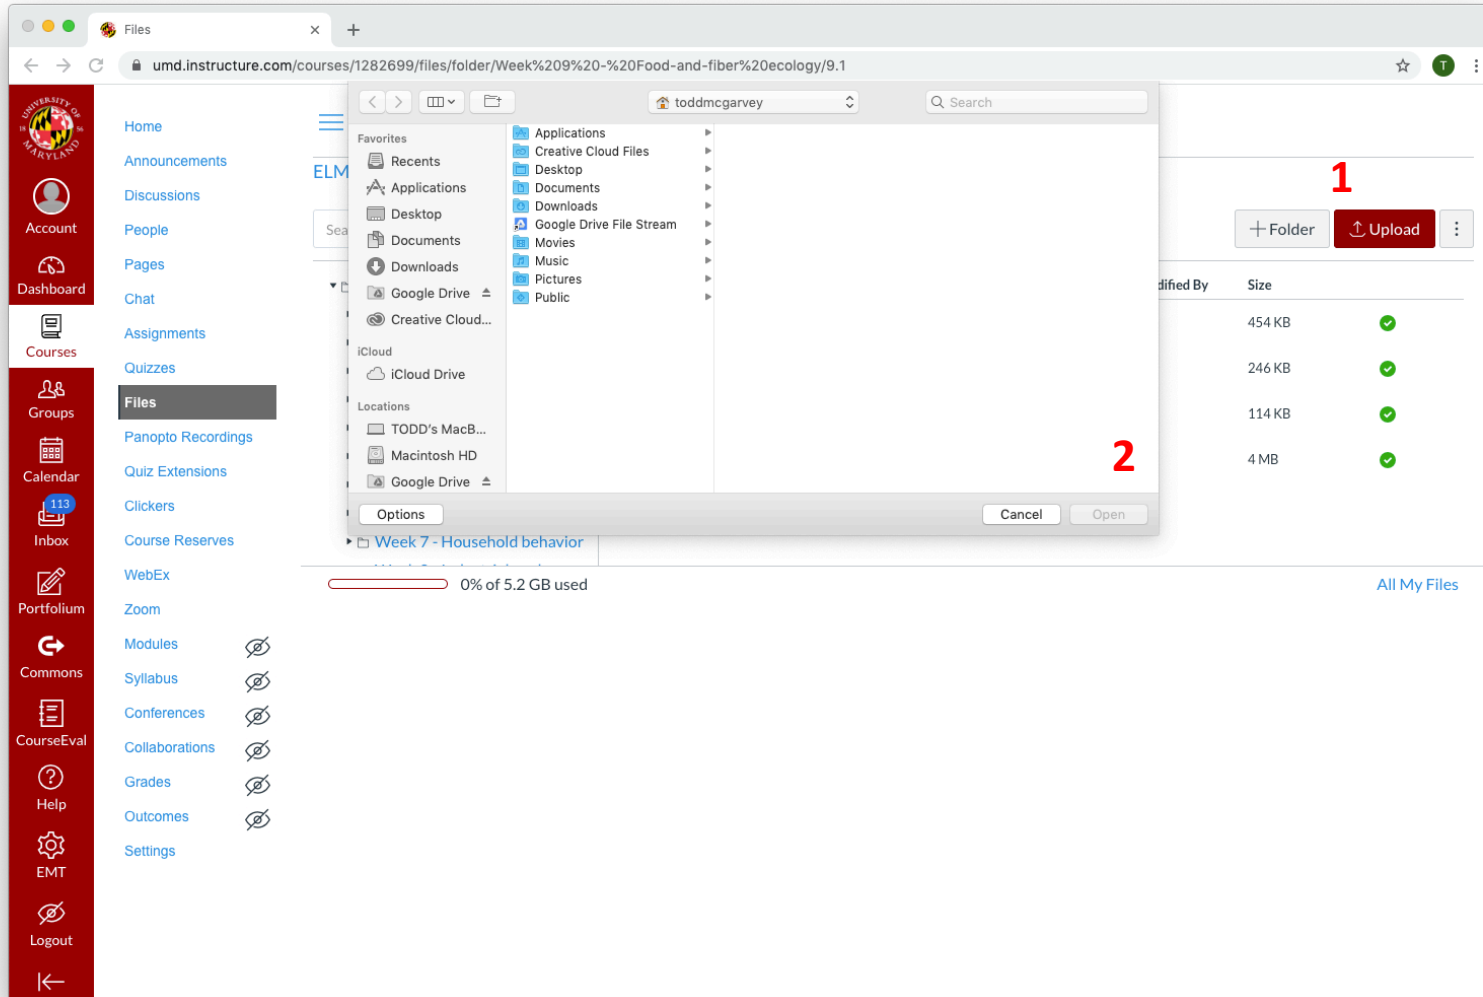 Files
umd.instructure.com/courses/1282699/files/folder/Week%209%20-%20Food-and-fiber%20ecology/9.1
T
UNIVERSITY OF
18 56
MARYLAND
Account
Dashboard
Courses
Groups
Calendar
113
Inbox
Portfolium
Commons
CourseEval
Help
EMT
Logout
Home
Announcements
Discussions
People
Pages
Chat
Assignments
Quizzes
Files
Panopto Recordings
Quiz Extensions
Clickers
Course Reserves
WebEx
Zoom
Modules
Syllabus
Conferences
Collaborations
Grades
Outcomes
Settings
ELM
Sea
toddmcgarvey
Search
Favorites
Recents
Applications
Desktop
Documents
Downloads
Google Drive
Creative Cloud...
iCloud
iCloud Drive
Locations
TODD's MacB...
Macintosh HD
Google Drive
Applications
Creative Cloud Files
Desktop
Documents
Downloads
Google Drive File Stream
Movies
Music
Pictures
Public
2
Options
Cancel
Open
1
+ Folder
Upload
dified By
Size
454 KB
246 KB
114 KB
4 MB
Week 7 - Household behavior
0% of 5.2 GB used
All My Files